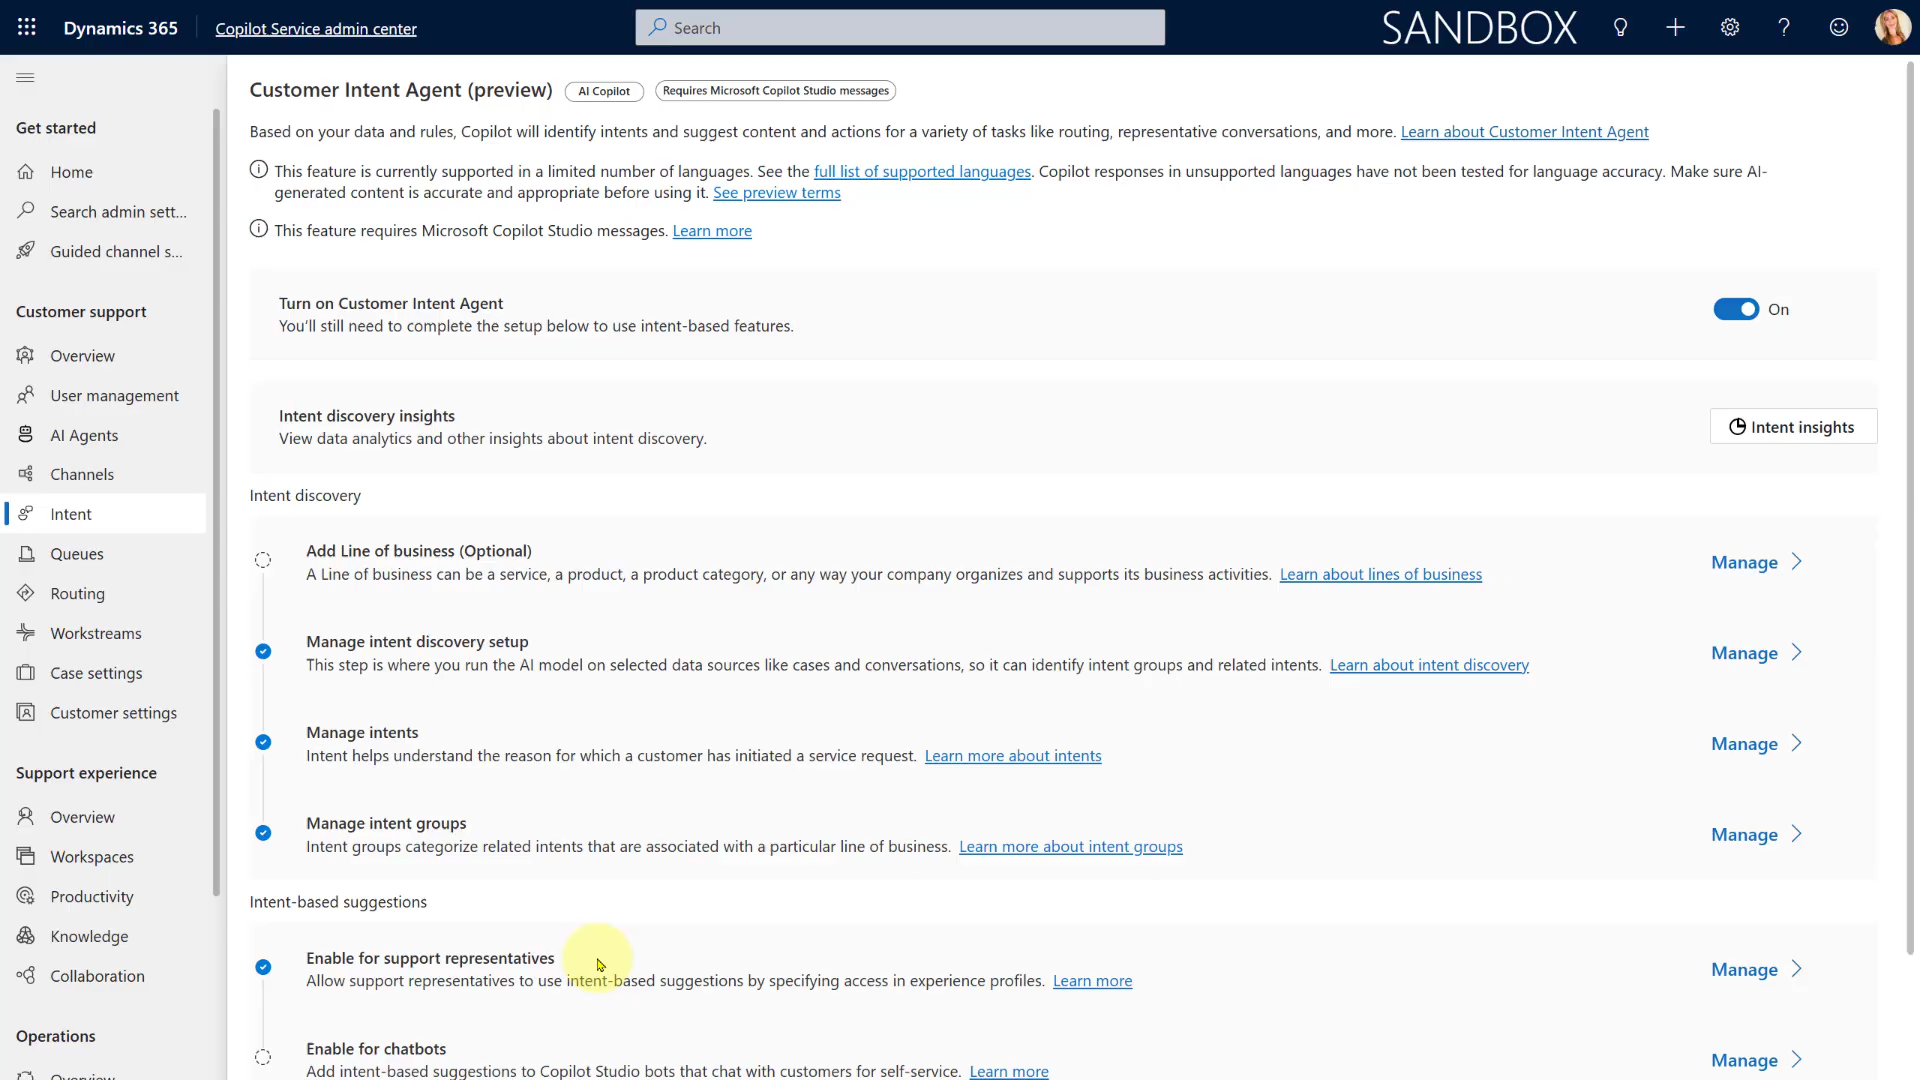 Dynamics 365
Copilot Service admin center
Search
SANDBOX
Get started
Home
Search admin sett...
Guided channel s...
Customer support
Overview
User management
AI Agents
Channels
Intent
Queues
Routing
Workstreams
Case settings
Customer settings
Support experience
Overview
Workspaces
Productivity
Knowledge
Collaboration
Operations
Overview
Customer Intent Agent (preview)
AI Copilot
Requires Microsoft Copilot Studio messages
Based on your data and rules, Copilot will identify intents and suggest content and actions for a variety of tasks like routing, representative conversations, and more. Learn about Customer Intent Agent
This feature is currently supported in a limited number of languages. See the full list of supported languages. Copilot responses in unsupported languages have not been tested for language accuracy. Make sure AI-
generated content is accurate and appropriate before using it. See preview terms
This feature requires Microsoft Copilot Studio messages. Learn more
Turn on Customer Intent Agent
You'll still need to complete the setup below to use intent-based features.
On
Intent discovery insights
View data analytics and other insights about intent discovery.
Intent insights
Intent discovery
Add Line of business (Optional)
A Line of business can be a service, a product, a product category, or any way your company organizes and supports its business activities. Learn about lines of business
Manage
Manage intent discovery setup
This step is where you run the AI model on selected data sources like cases and conversations, so it can identify intent groups and related intents. Learn about intent discovery
Manage
Manage intents
Intent helps understand the reason for which a customer has initiated a service request. Learn more about intents
Manage
Manage intent groups
Intent groups categorize related intents that are associated with a particular line of business. Learn more about intent groups
Manage
Intent-based suggestions
Enable for support representatives
Allow support representatives to use intent-based suggestions by specifying access in experience profiles. Learn more
Manage
Enable for chatbots
Add intent-based suggestions to Copilot Studio bots that chat with customers for self-service. Learn more
Manage